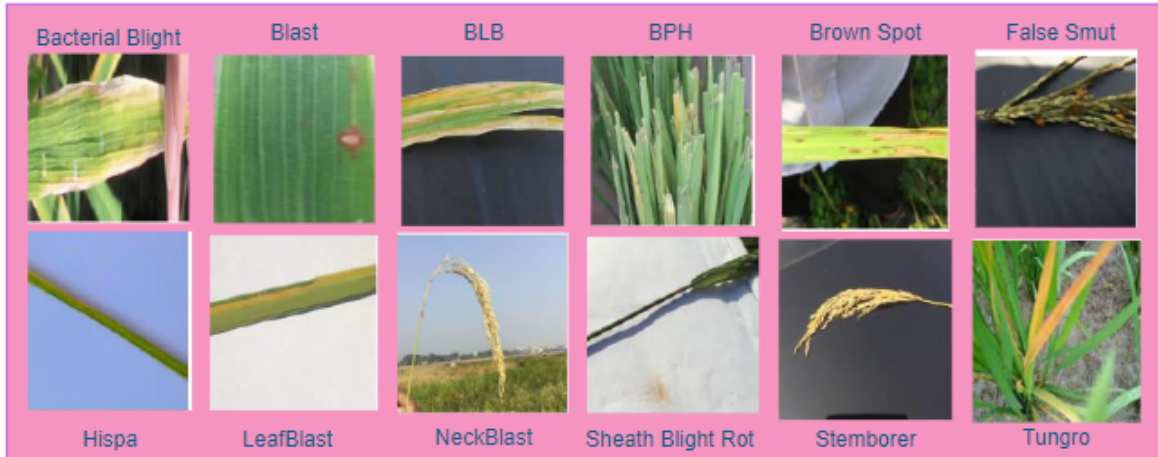 Bacterial Blight
Blast
BLB
BPH
Brown Spot
False Smut
Hispa
LeafBlast
NeckBlast
Sheath Blight Rot
Stemborer
Tungro